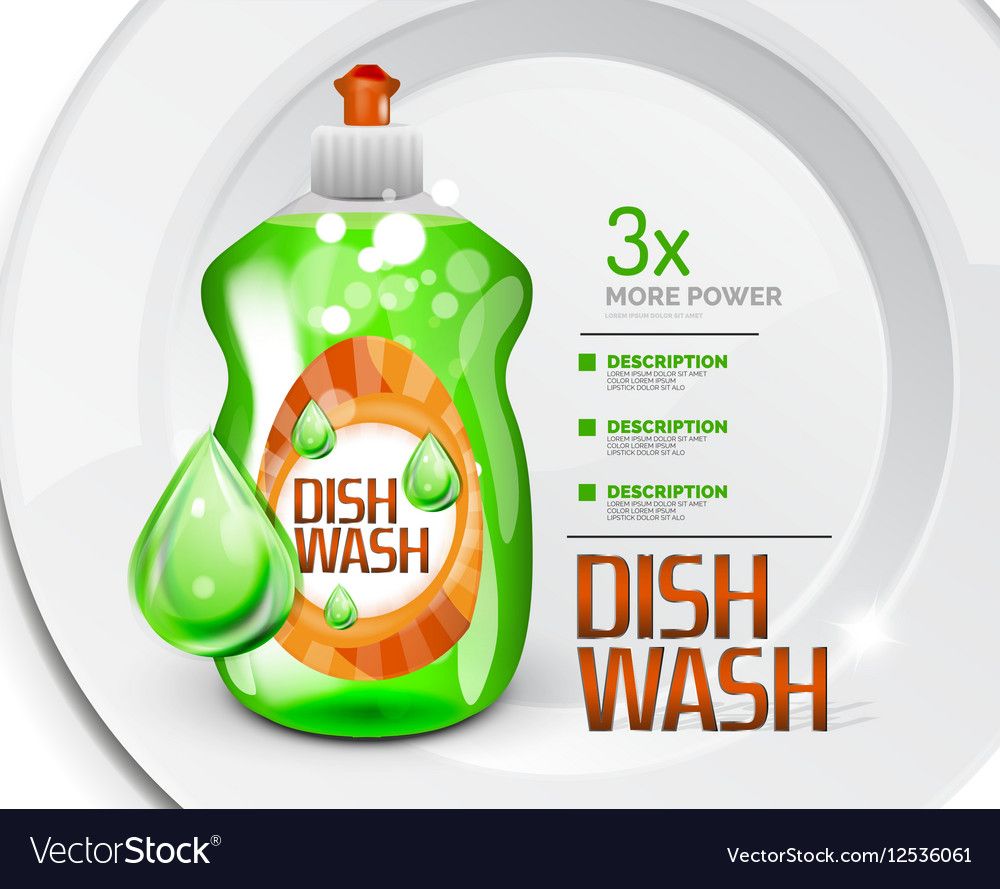 3x
MORE POWER
LOREM IPSUM DOLOR SIT AMET
DESCRIPTION
LOREM IPSUM DOLOR SIT AMET
COLOR LOREM IPSUM
LIPSTICK DOLOR SIT ALO
DESCRIPTION
LOREM IPSUM DOLOR SIT AMET
COLOR LOREM IPSUM
LIPSTICK DOLOR SIT ALO
DESCRIPTION
LOREM IPSUM DOLOR SIT AMET
COLOR LOREM IPSUM
LIPSTICK DOLOR SIT ALO
DISH
WASH
DISH
WASH
VectorStock®
VectorStock.com/12536061